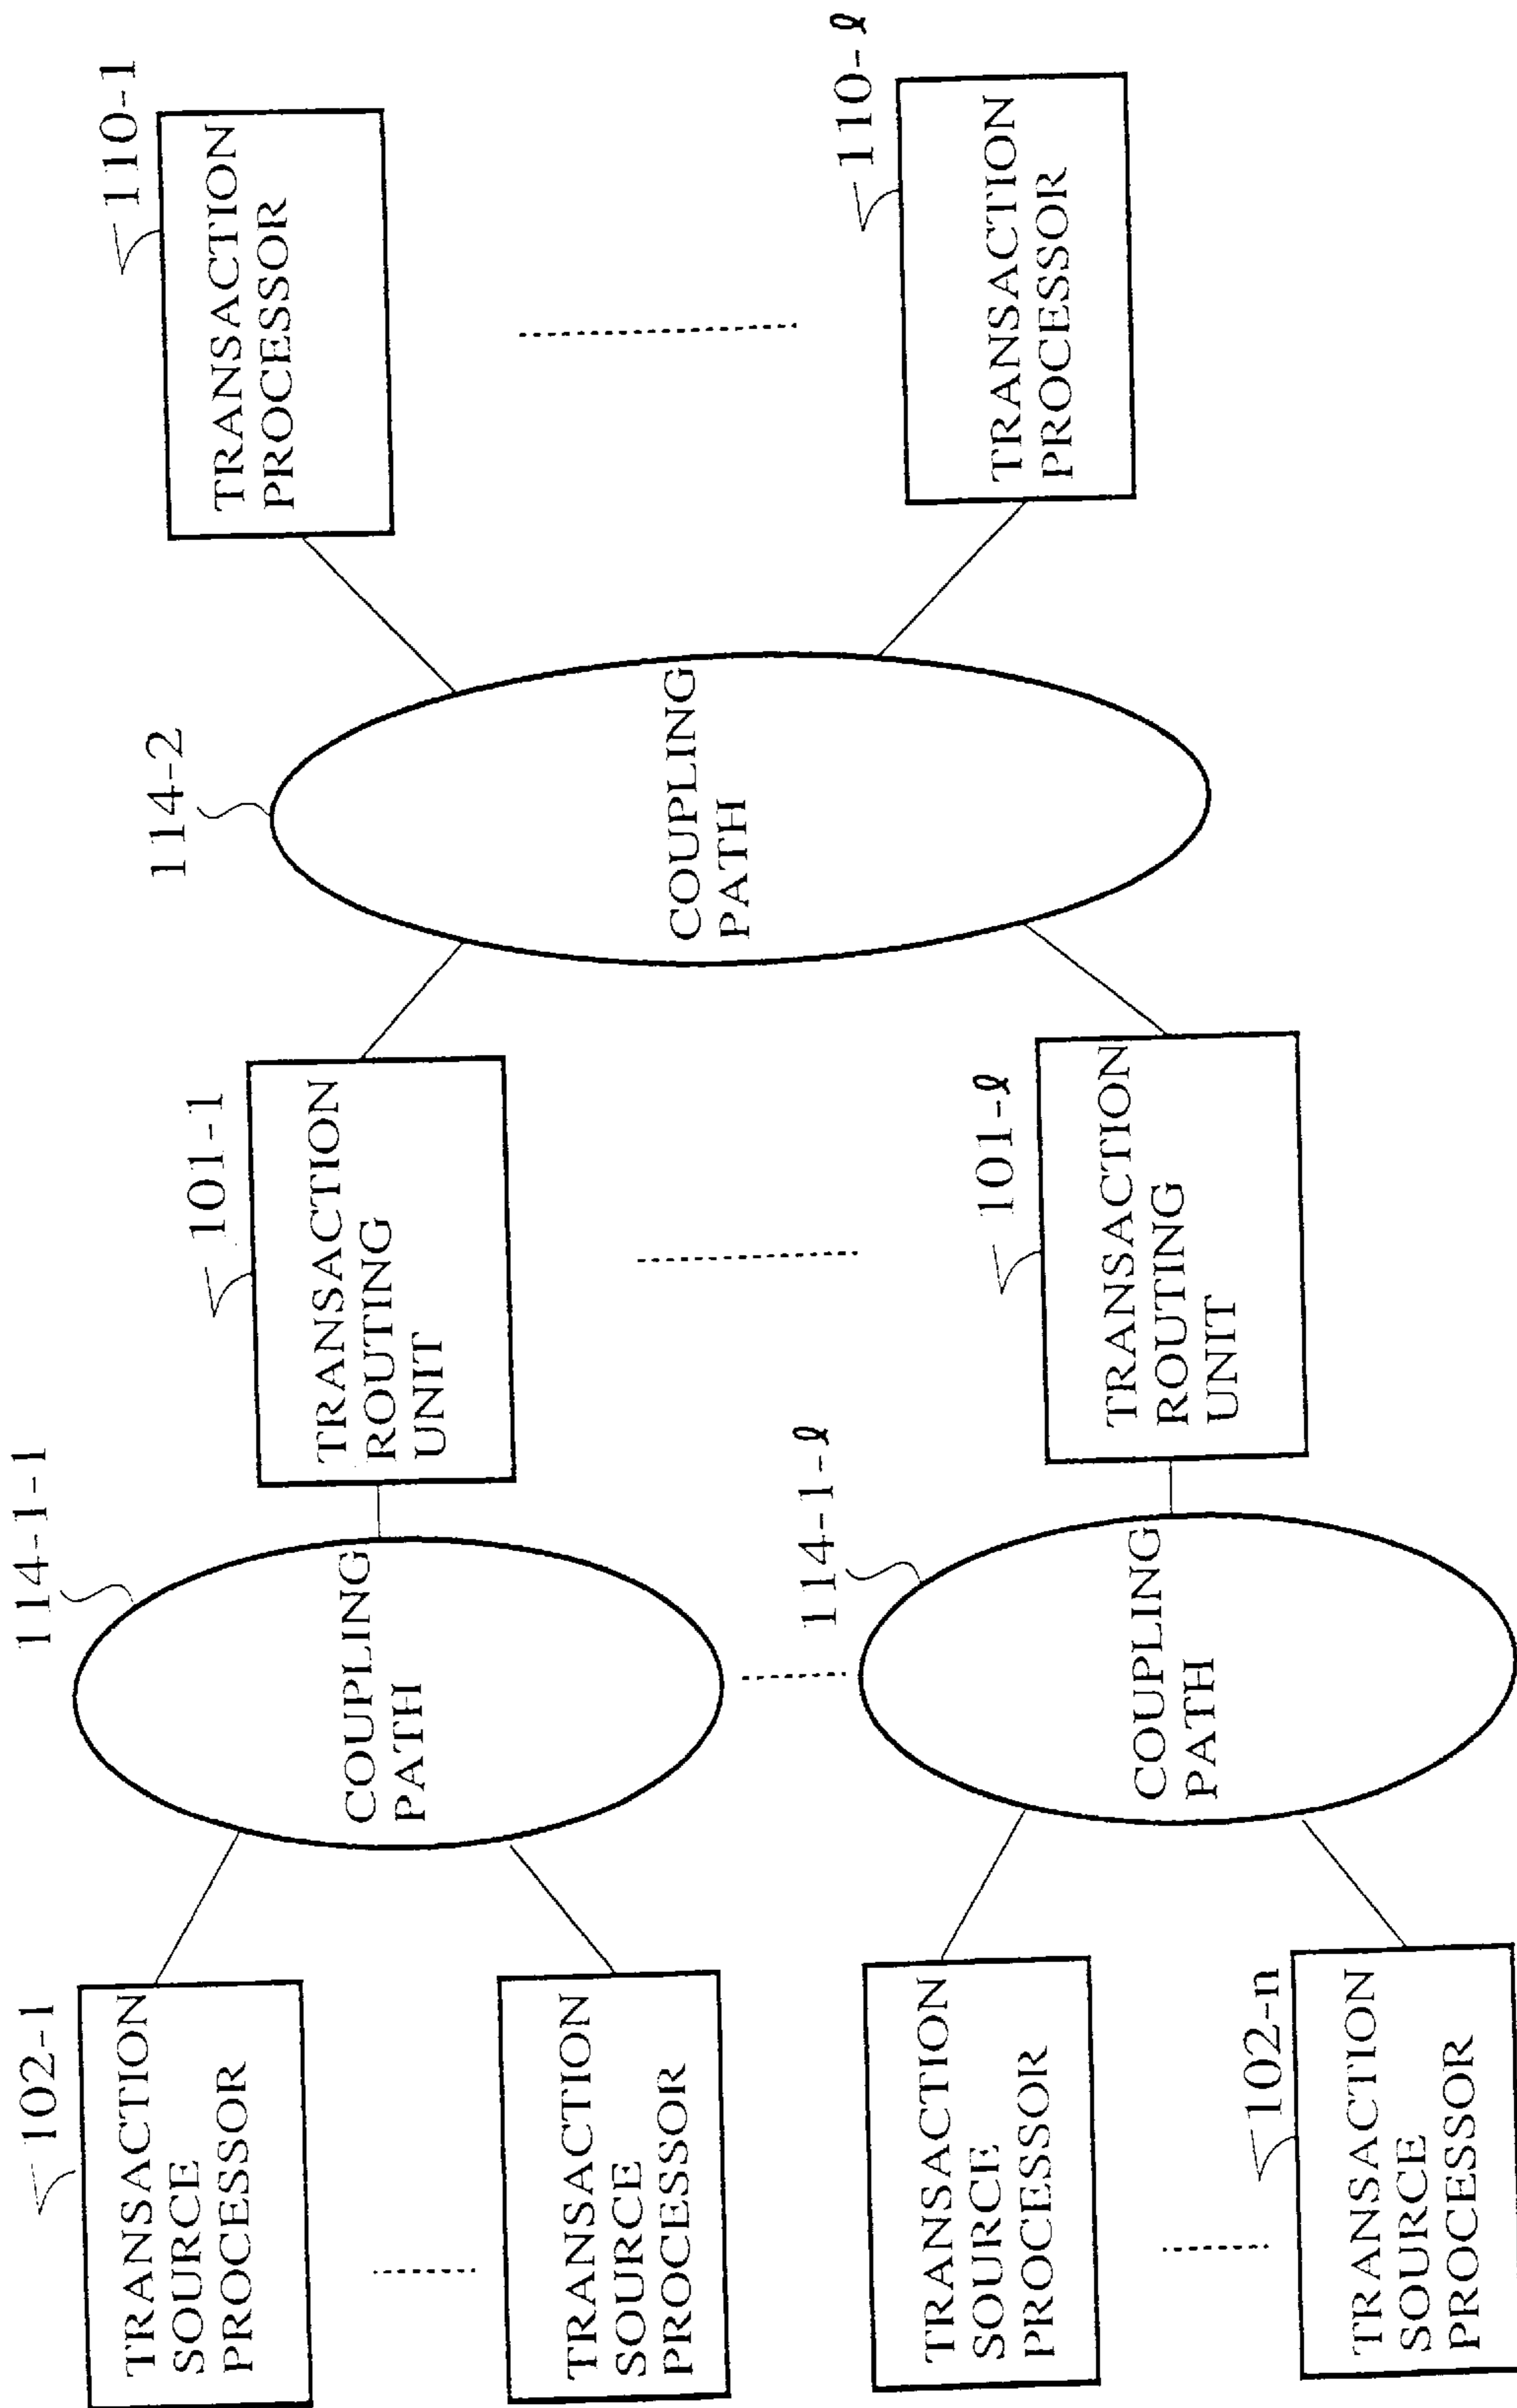 102-1
TRANSACTION
SOURCE
PROCESSOR
TRANSACTION
SOURCE
PROCESSOR
TRANSACTION
SOURCE
PROCESSOR
102-n
TRANSACTION
SOURCE
PROCESSOR
114-1-1
COUPLING
PATH
114-1-ℓ
COUPLING
PATH
101-1
TRANSACTION
ROUTING
UNIT
101-ℓ
TRANSACTION
ROUTING
UNIT
114-2
COUPLING
PATH
110-1
TRANSACTION
PROCESSOR
110-ℓ
TRANSACTION
PROCESSOR